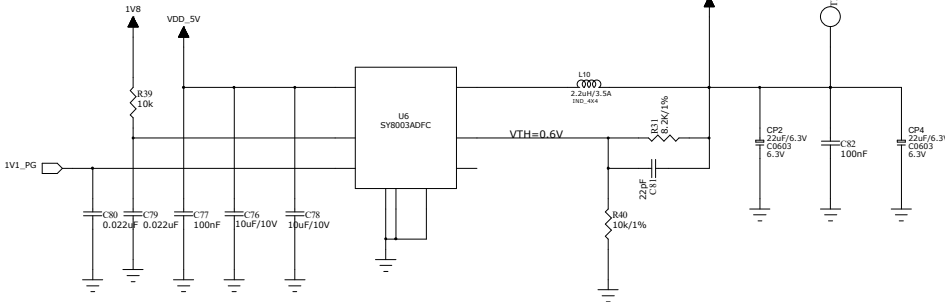 1V8
VDD_5V
R39
10k
U6
SY8003ADFC
L10
2.2uH/3.5A
IND_4X4
VTH=0.6V
R31
8.2K/1%
22pF
C81
R40
10k/1%
CP2
22uF/6.3V
C0603
6.3V
C82
100nF
CP4
22uF/6.3V
C0603
6.3V
1V1_PG
C80
0.022uF
C79
0.022uF
C77
100nF
C76
10uF/10V
C78
10uF/10V